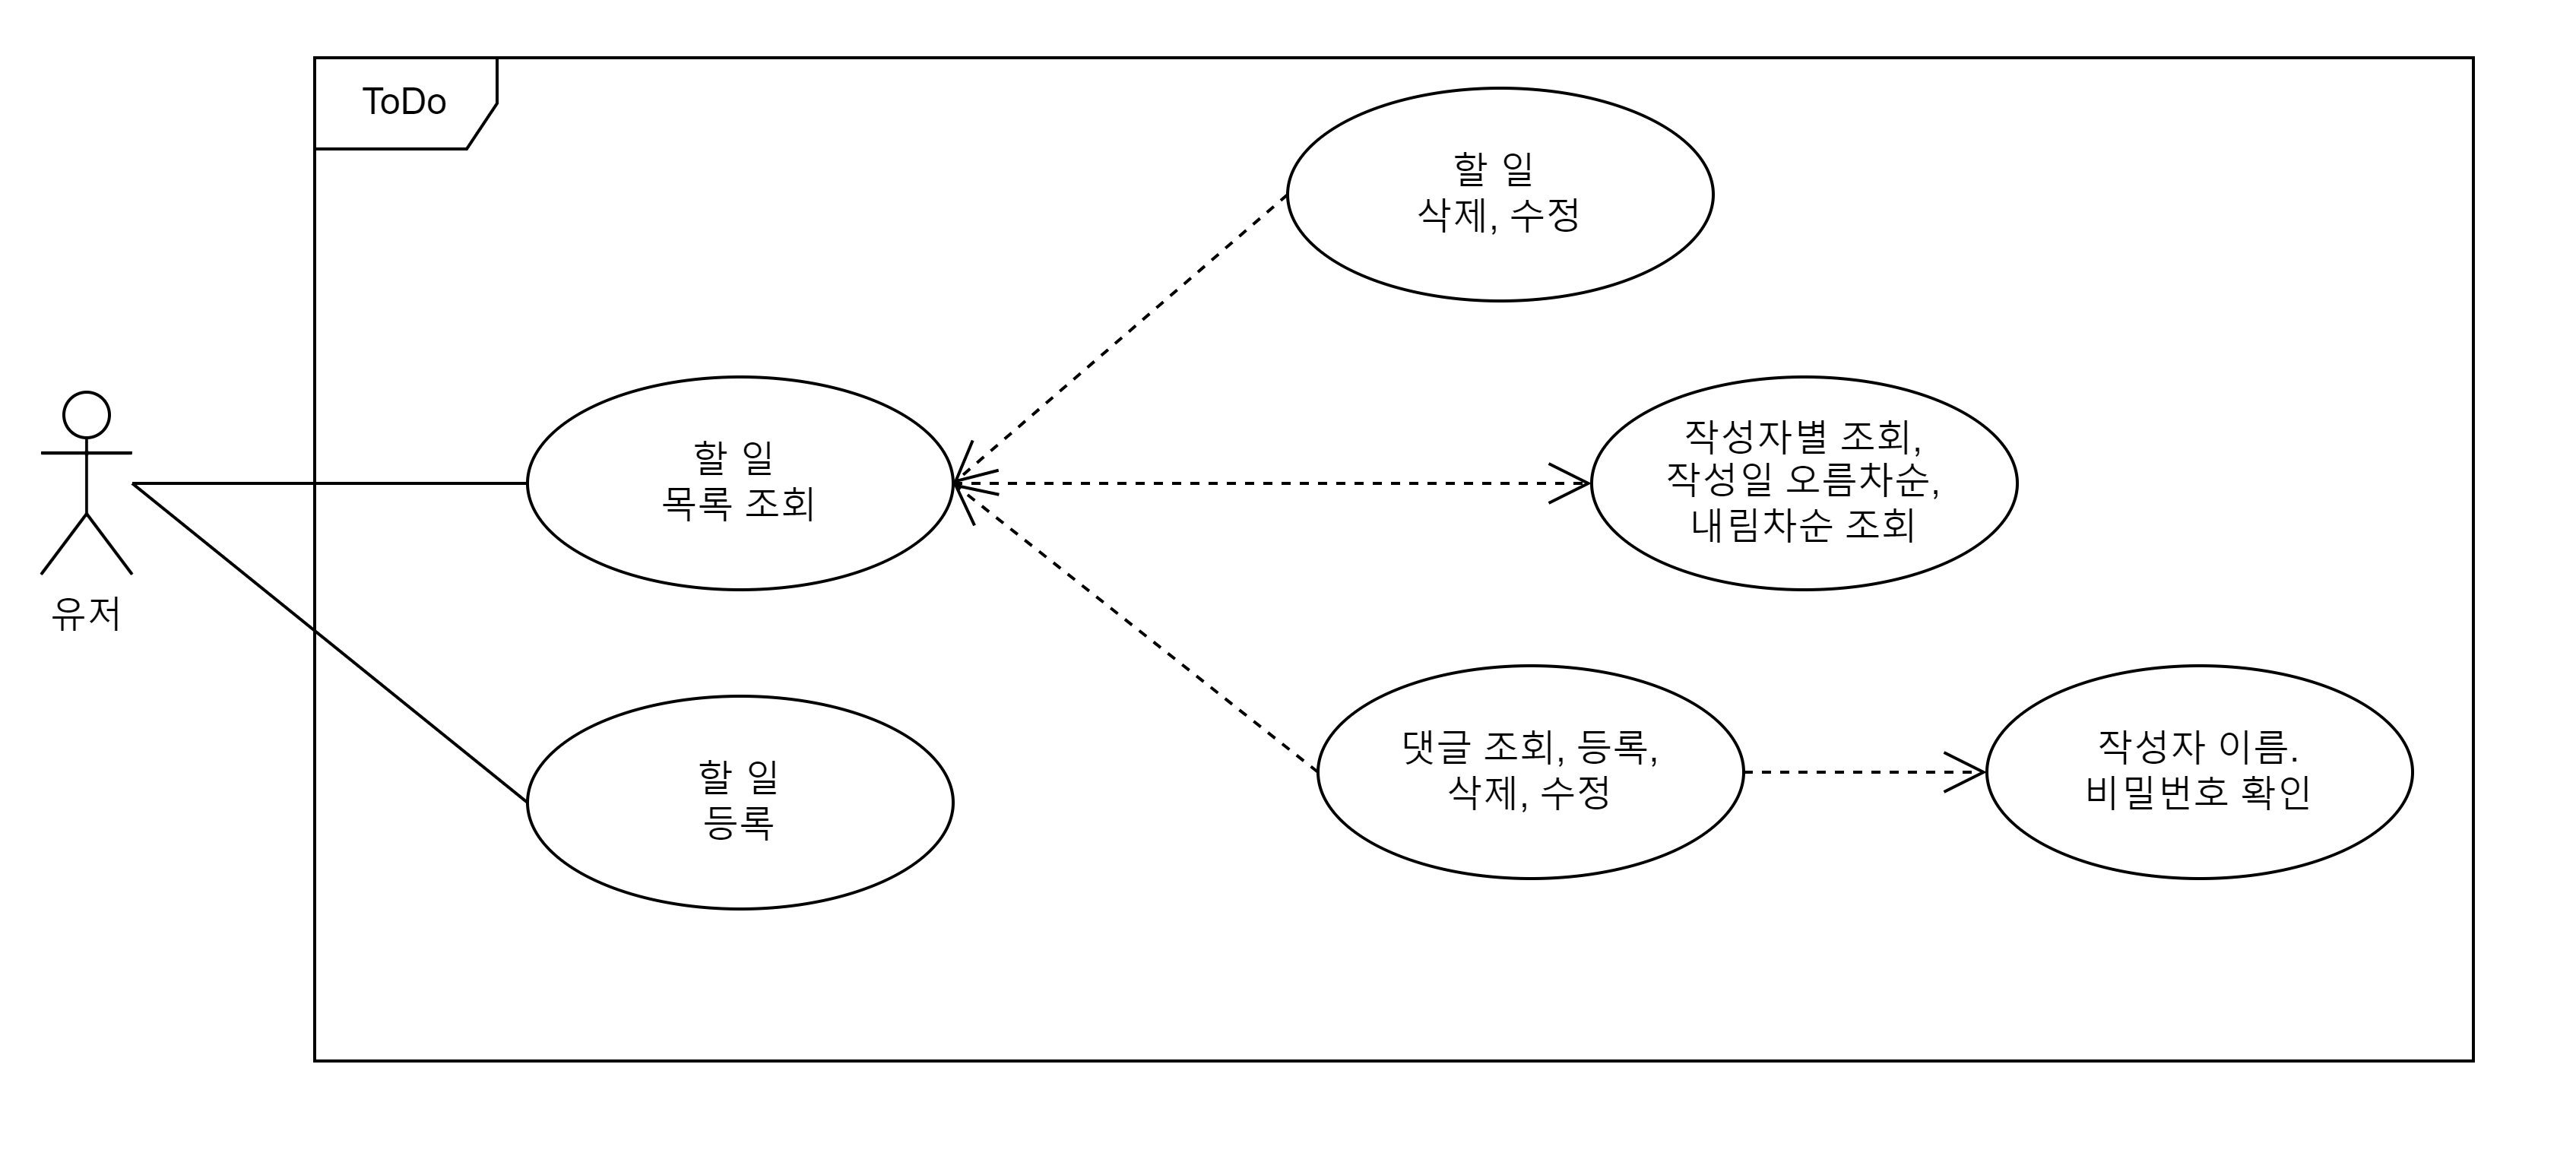 ToDo
할 일
삭제, 수정
할 일
목록 조회
작성자별 조회,
작성일 오름차순,
내림차순 조회
유저
할 일
등록
댓글 조회, 등록,
삭제, 수정
작성자 이름.
비밀번호 확인